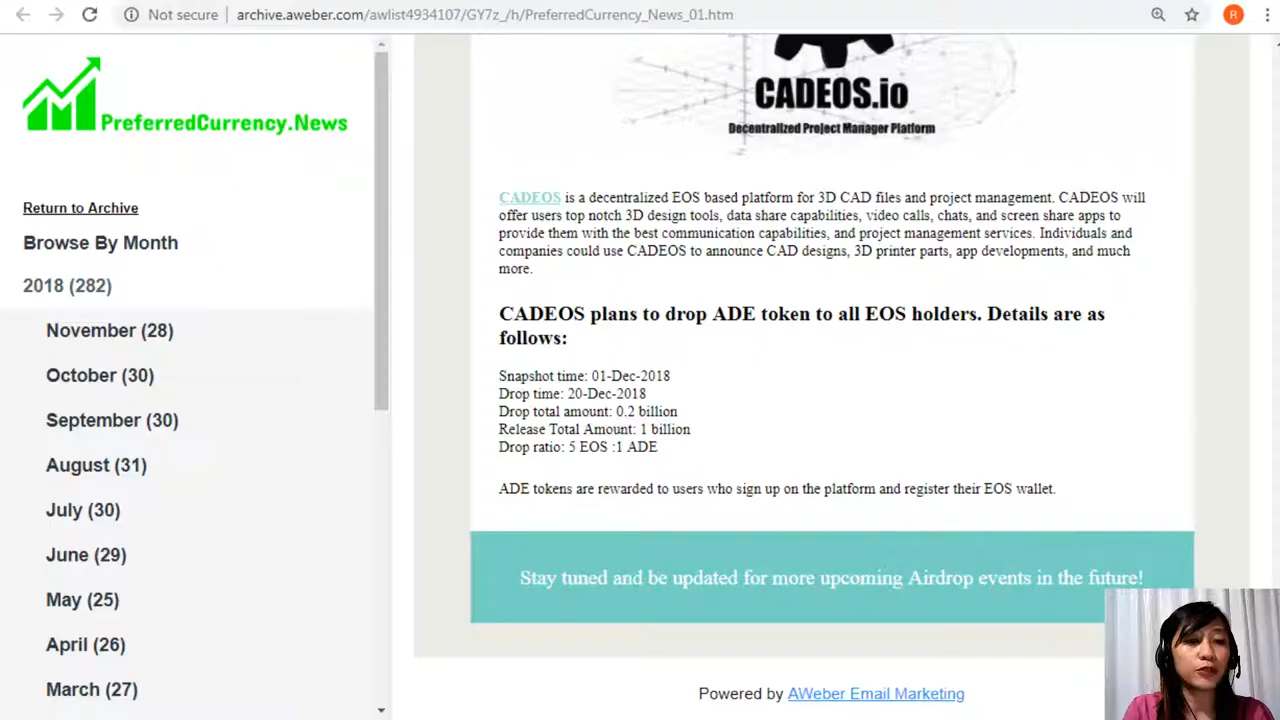 Not secure | archive.aweber.com/awlist4934107/GY7z_/h/PreferredCurrency_News_01.htm
R
PreferredCurrency.News
Return to Archive
Browse By Month
2018 (282)
November (28)
October (30)
September (30)
August (31)
July (30)
June (29)
May (25)
April (26)
March (27)
CADEOS.io
Decentralized Project Manager Platform
CADEOS is a decentralized EOS based platform for 3D CAD files and project management. CADEOS will
offer users top notch 3D design tools, data share capabilities, video calls, chats, and screen share apps to
provide them with the best communication capabilities, and project management services. Individuals and
companies could use CADEOS to announce CAD designs, 3D printer parts, app developments, and much
more.
CADEOS plans to drop ADE token to all EOS holders. Details are as
follows:
Snapshot time: 01-Dec-2018
Drop time: 20-Dec-2018
Drop total amount: 0.2 billion
Release Total Amount: 1 billion
Drop ratio: 5 EOS :1 ADE
ADE tokens are rewarded to users who sign up on the platform and register their EOS wallet.
Stay tuned and be updated for more upcoming Airdrop events in the future!
Powered by AWeber Email Marketing